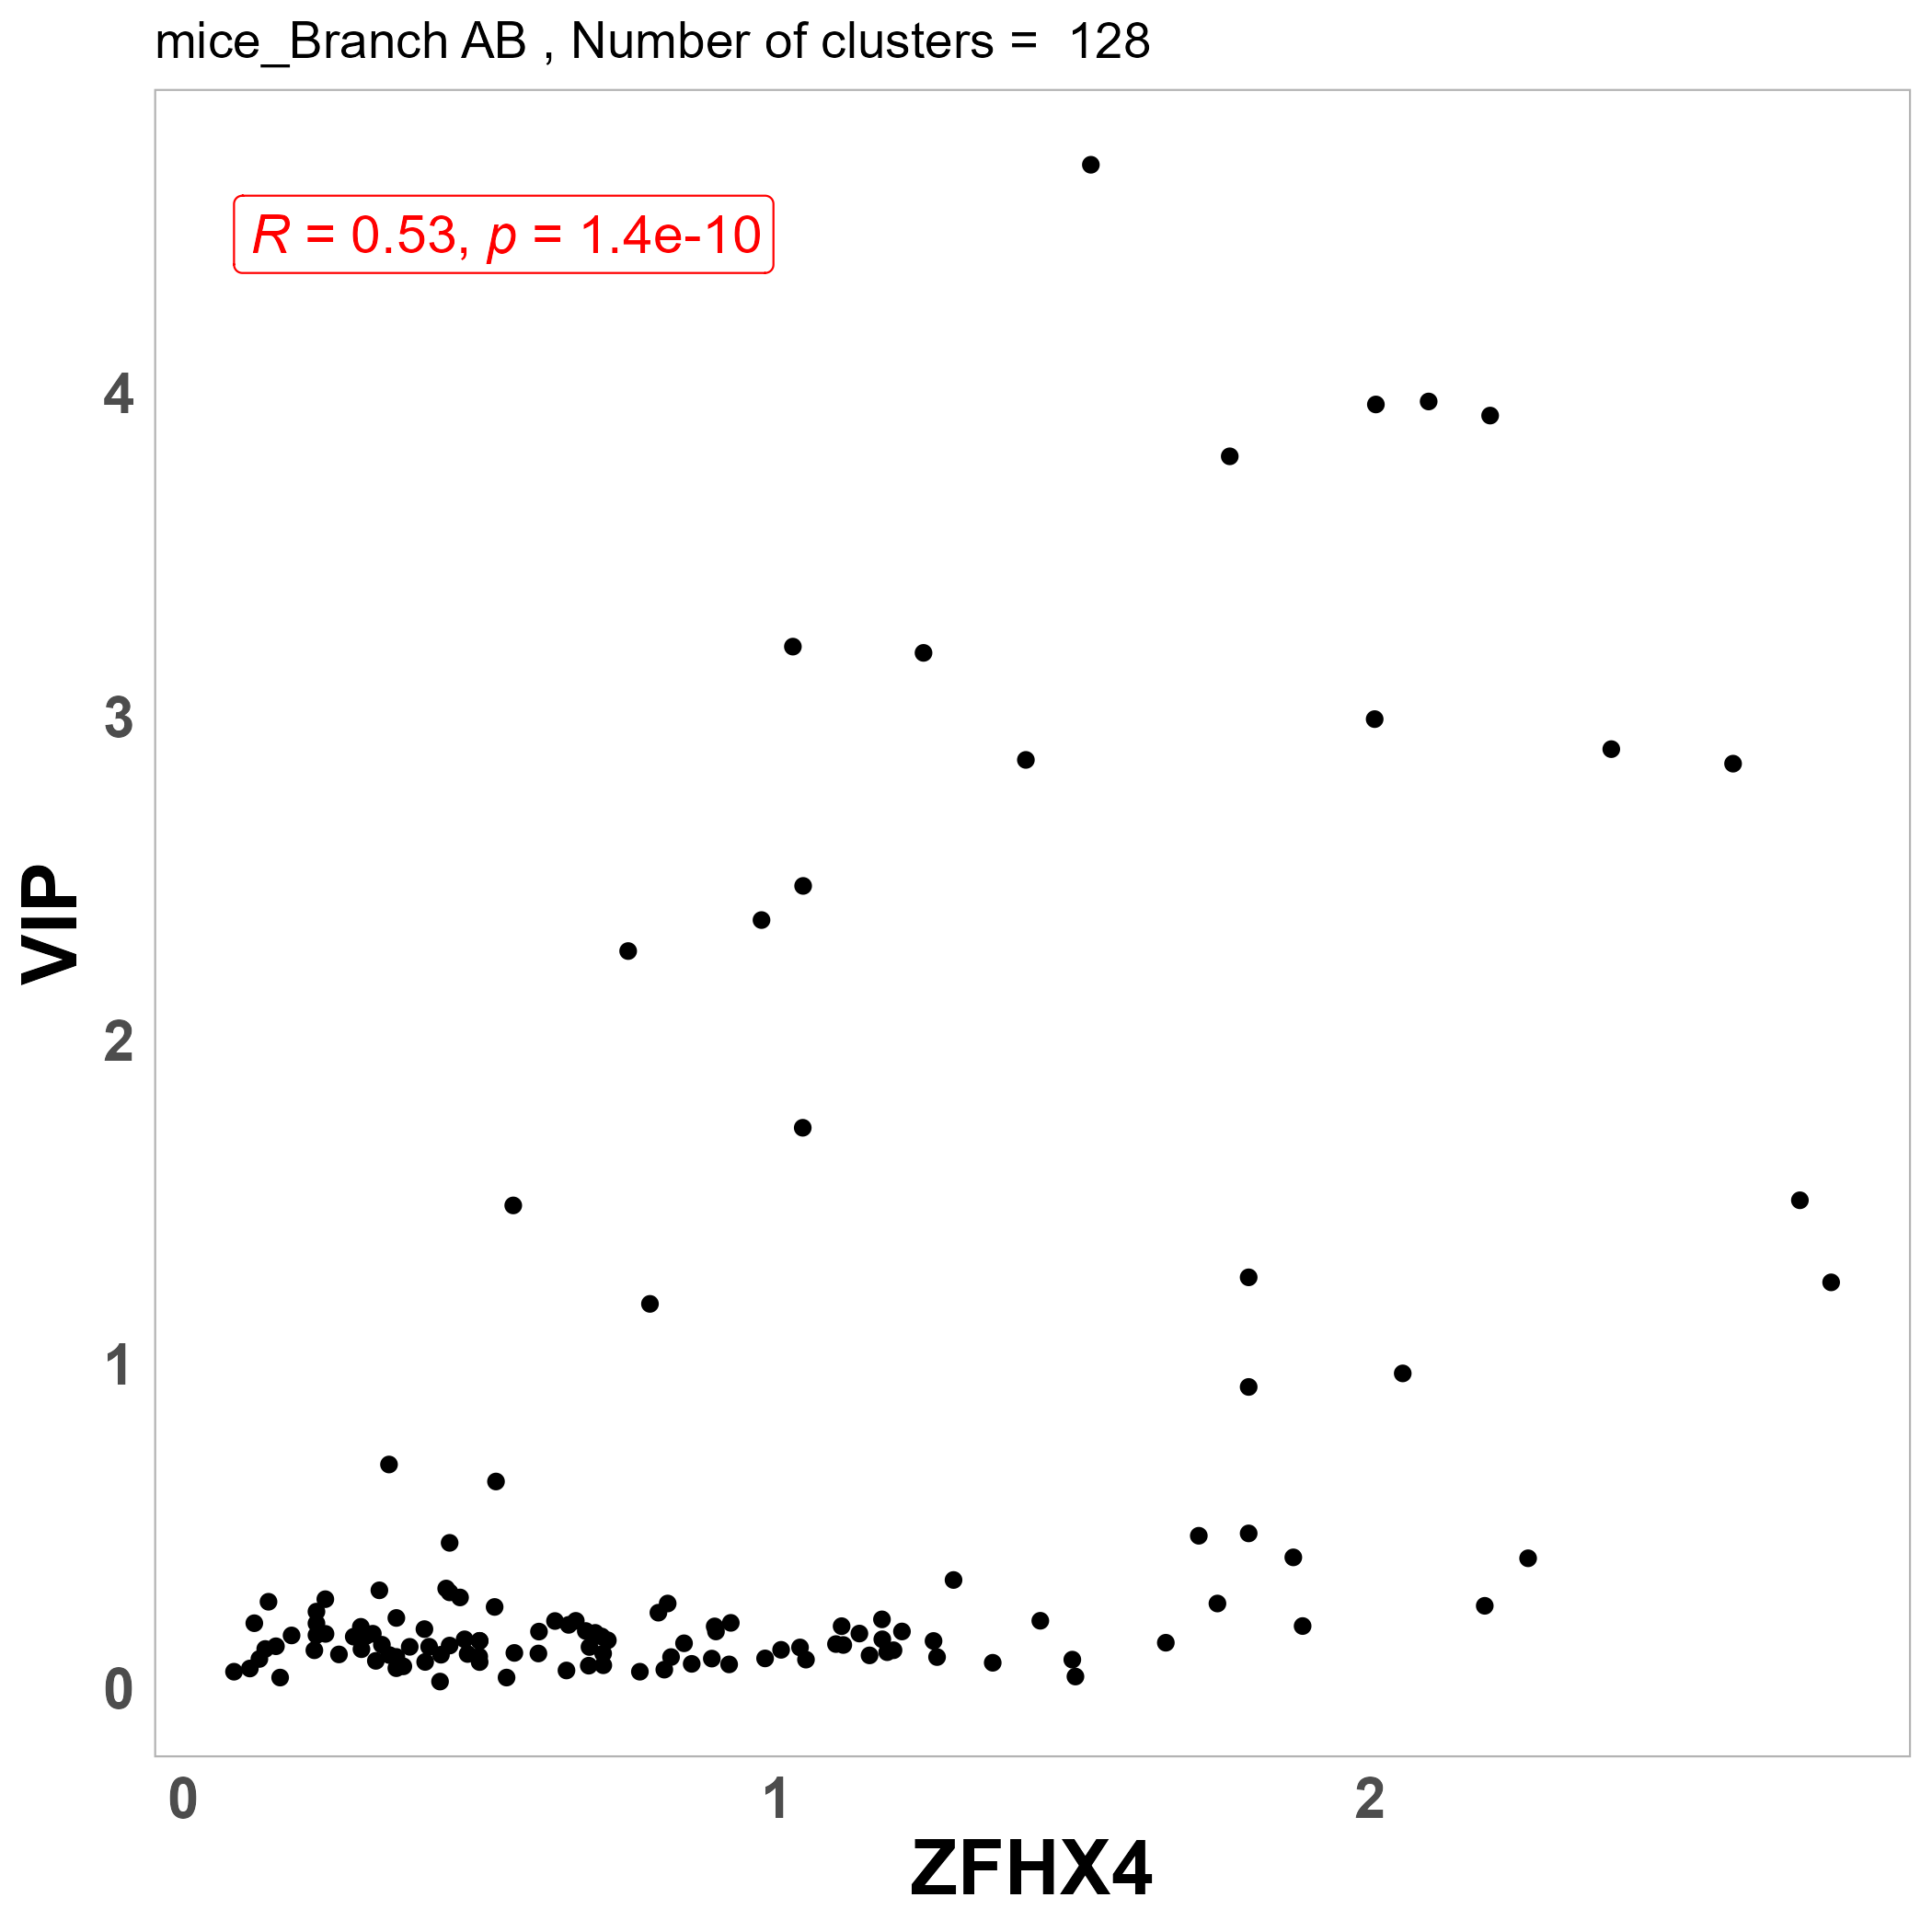 mice_Branch AB , Number of clusters =  128
R = 0.53, p = 1.4e-10
4
3
2
1
0
VIP
0 1 2
ZFHX4